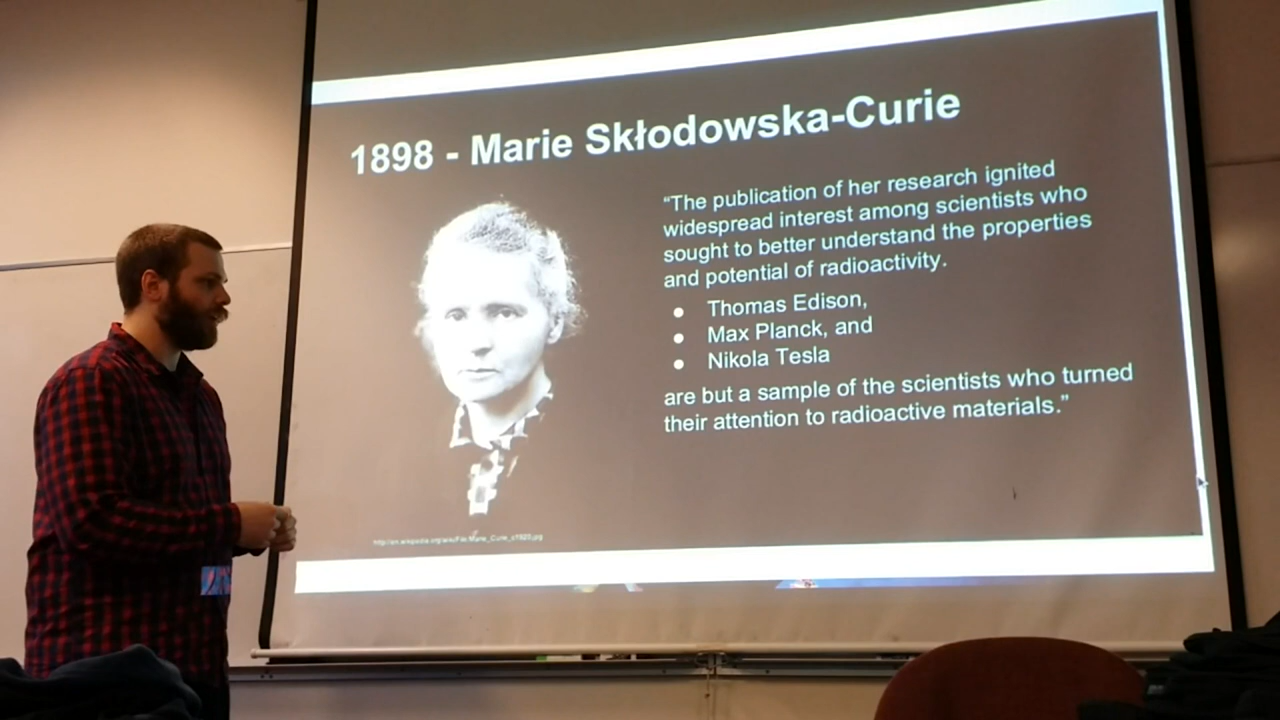 1898 - Marie Skłodowska-Curie
“The publication of her research ignited
widespread interest among scientists who
sought to better understand the properties
and potential of radioactivity.
● Thomas Edison,
● Max Planck, and
● Nikola Tesla
are but a sample of the scientists who turned
their attention to radioactive materials.”